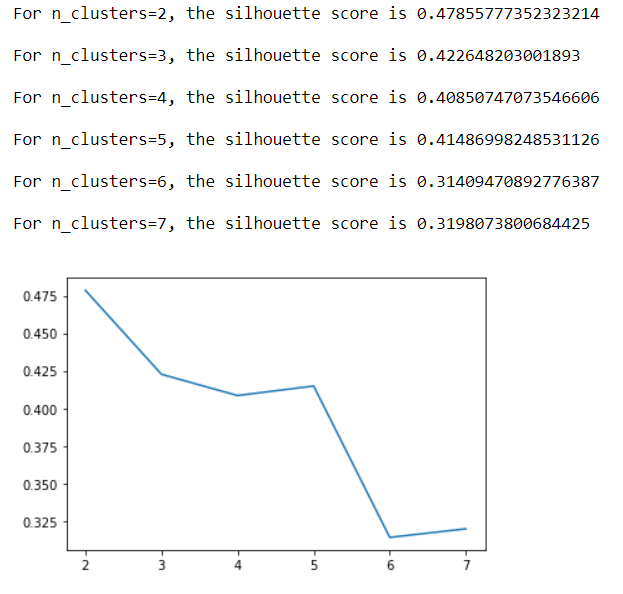 For n_clusters=2, the silhouette score is 0.47855777352323214
For n_clusters=3, the silhouette score is 0.422648203001893
For n_clusters=4, the silhouette score is 0.40850747073546606
For n_clusters=5, the silhouette score is 0.41486998248531126
For n_clusters=6, the silhouette score is 0.31409470892776387
For n_clusters=7, the silhouette score is 0.3198073800684425
0.475
0.450
0.425
0.400
0.375
0.350
0.325
2 3 4 5 6 7